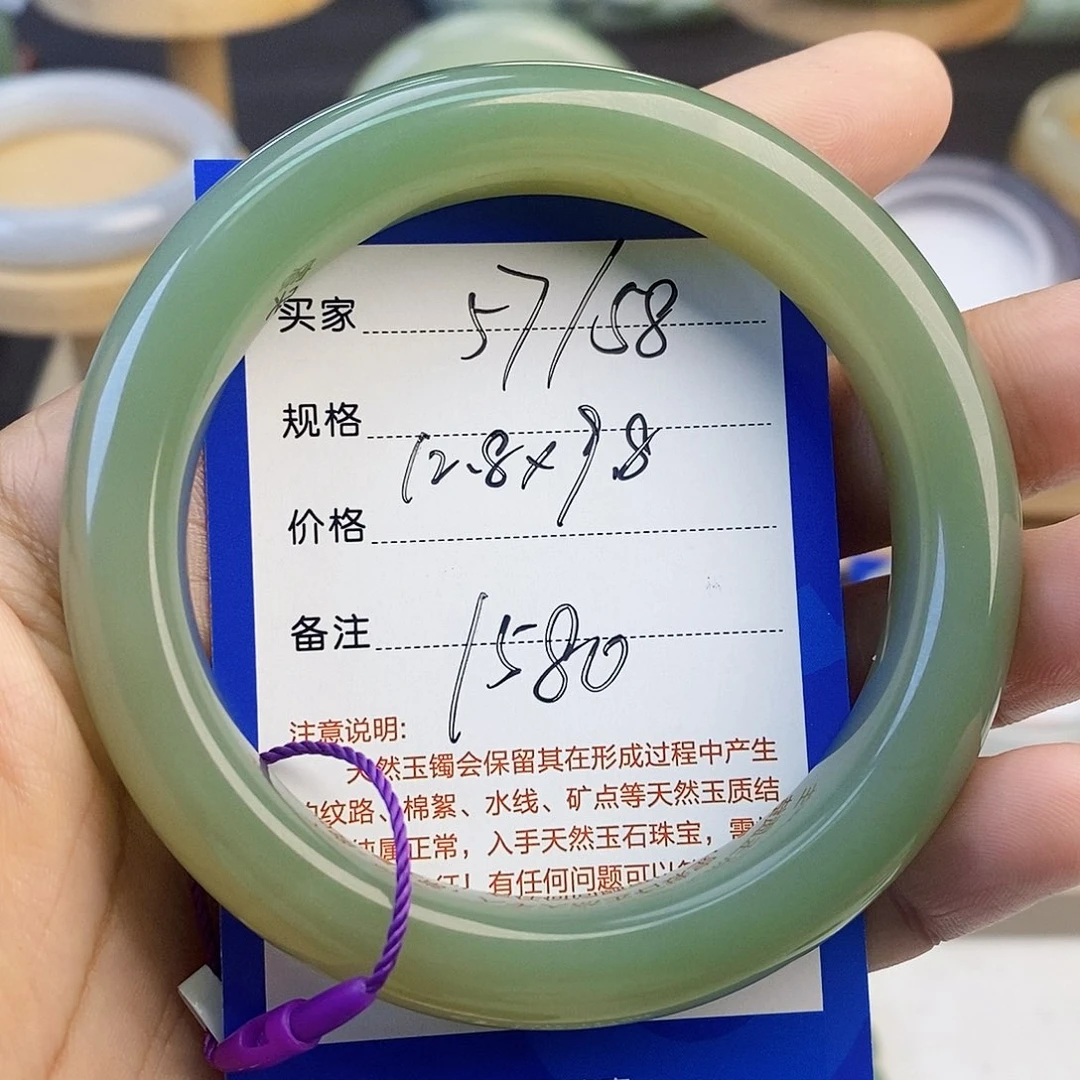 买家 57/58
规格 12.8×9.8
价格
备注 1580
注意说明:
天然玉镯会保留其在形成过程中产生
纹路、棉絮、水线、矿点等天然玉质结
属正常，入手天然玉石珠宝，需
有任何问题可以